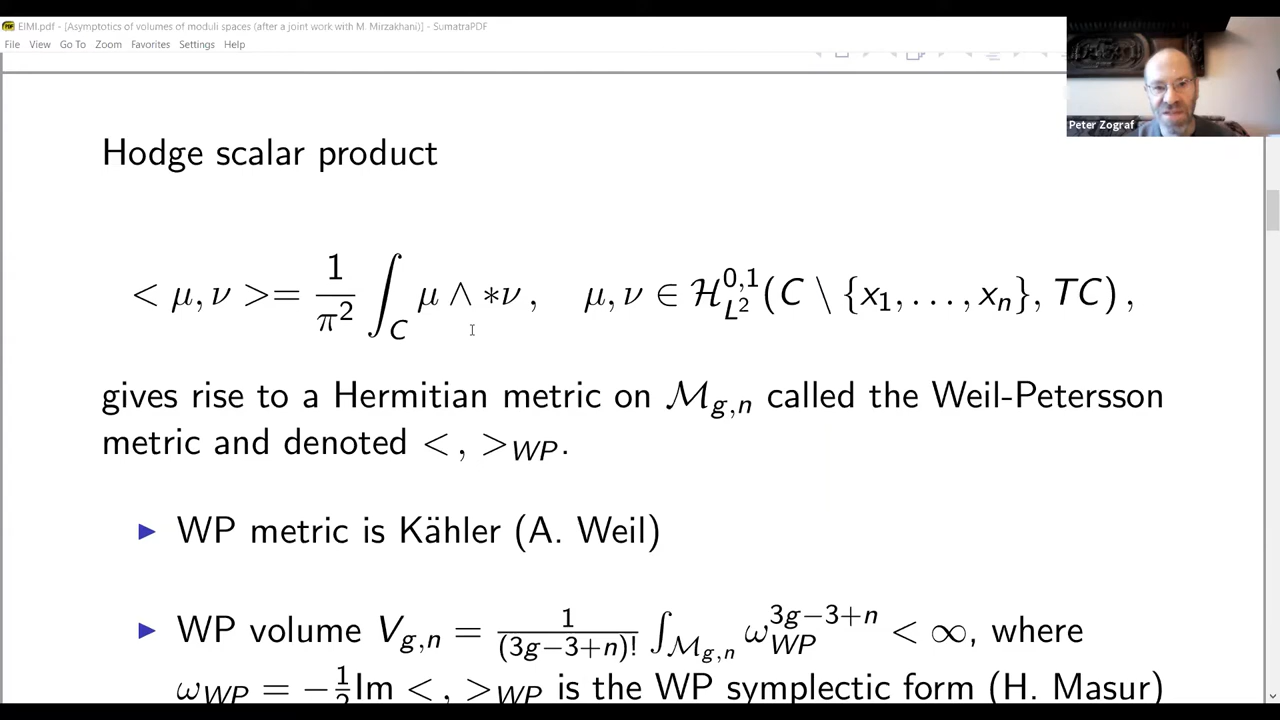 EIMI.pdf - [Asymptotics of volumes of moduli spaces (after a joint work with M. Mirzakhani)] - SumatraPDF
File View Go To Zoom Favorites Settings Help
Peter Zograf
Hodge scalar product
< μ, ν >= 1/π² ∫_C μ ∧ ∗ν , μ, ν ∈ ℋ^{0,1}_{L²}(C \ {x₁, . . . , xₙ}, TC) ,
gives rise to a Hermitian metric on ℳ_{g,n} called the Weil-Petersson
metric and denoted < , >_{WP}.
► WP metric is Kähler (A. Weil)
► WP volume V_{g,n} = 1/(3g−3+n)! ∫_{ℳ_{g,n}} ω_{WP}^{3g−3+n} < ∞, where
ω_{WP} = −½Im < , >_{WP} is the WP symplectic form (H. Masur)